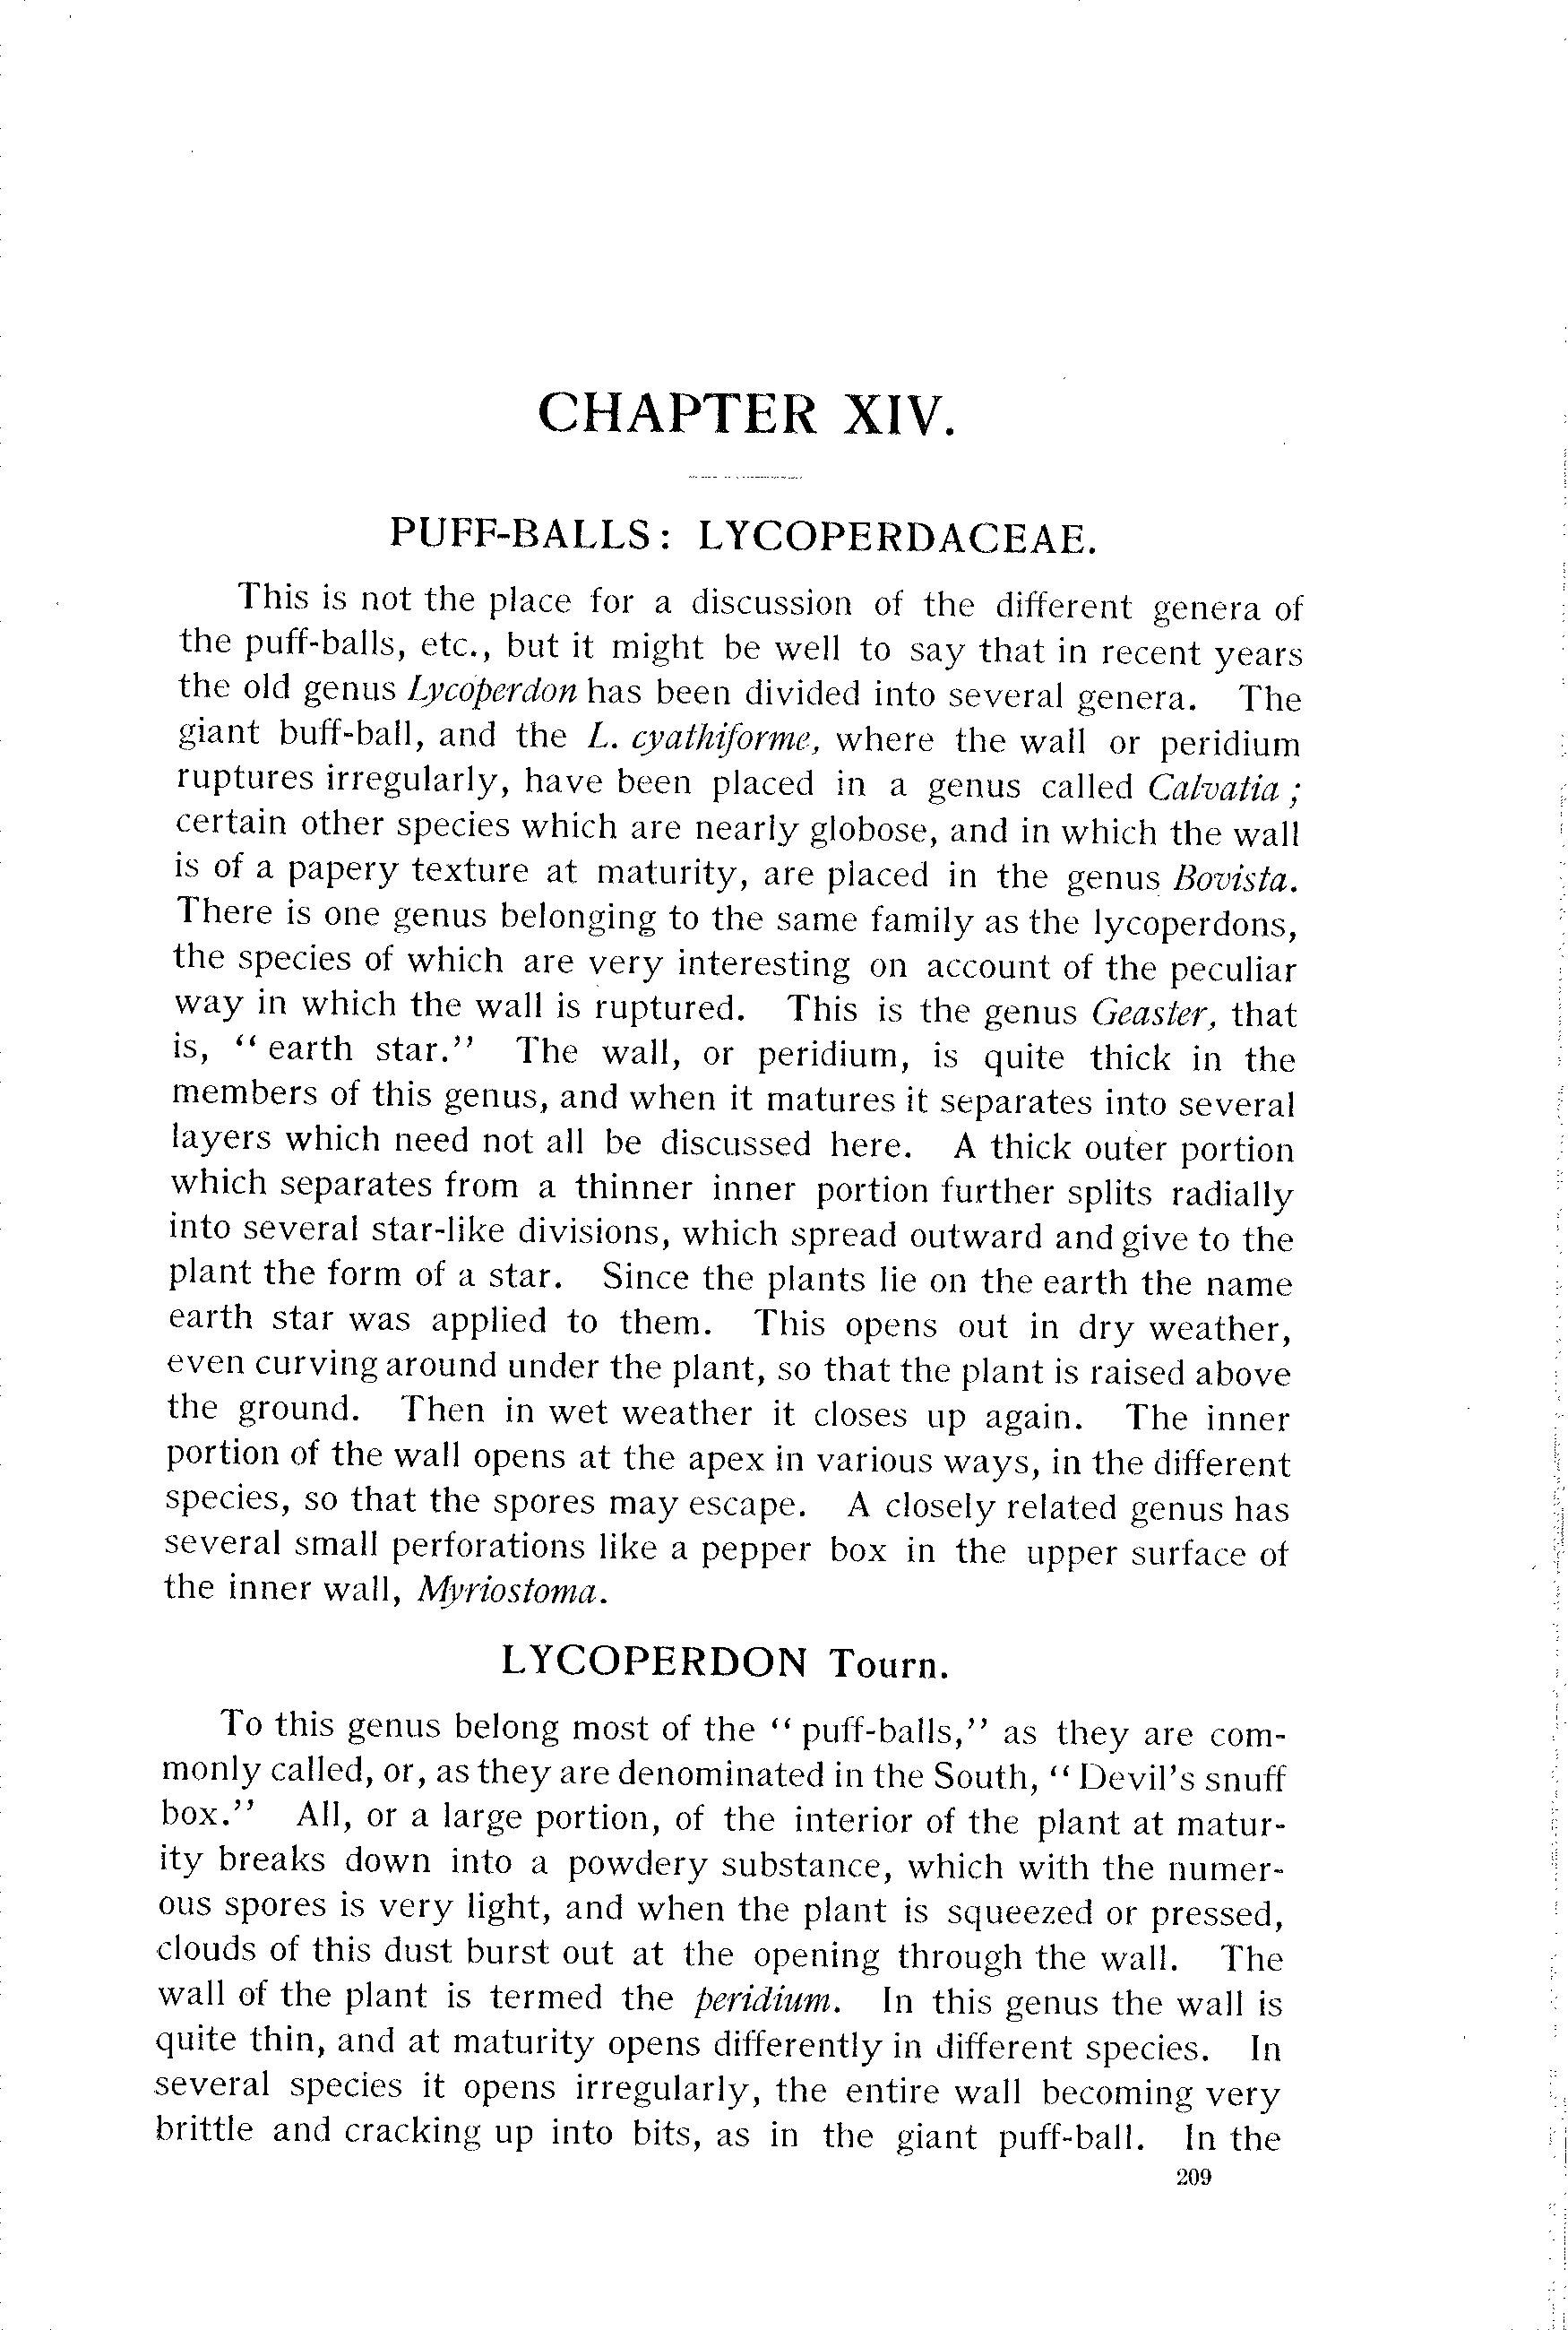 CHAPTER XIV.
PUFF-BALLS: LYCOPERDACEAE.
This is not the place for a discussion of the different genera of
the puff-balls, etc., but it might be well to say that in recent years
the old genus Lycoperdon has been divided into several genera. The
giant buff-ball, and the L. cyathiforme, where the wall or peridium
ruptures irregularly, have been placed in a genus called Calvatia;
certain other species which are nearly globose, and in which the wall
is of a papery texture at maturity, are placed in the genus Bovista.
There is one genus belonging to the same family as the lycoperdons,
the species of which are very interesting on account of the peculiar
way in which the wall is ruptured. This is the genus Geaster, that
is, "earth star." The wall, or peridium, is quite thick in the
members of this genus, and when it matures it separates into several
layers which need not all be discussed here. A thick outer portion
which separates from a thinner inner portion further splits radially
into several star-like divisions, which spread outward and give to the
plant the form of a star. Since the plants lie on the earth the name
earth star was applied to them. This opens out in dry weather,
even curving around under the plant, so that the plant is raised above
the ground. Then in wet weather it closes up again. The inner
portion of the wall opens at the apex in various ways, in the different
species, so that the spores may escape. A closely related genus has
several small perforations like a pepper box in the upper surface of
the inner wall, Myriostoma.
LYCOPERDON Tourn.
To this genus belong most of the "puff-balls," as they are com-
monly called, or, as they are denominated in the South, "Devil's snuff
box." All, or a large portion, of the interior of the plant at matur-
ity breaks down into a powdery substance, which with the numer-
ous spores is very light, and when the plant is squeezed or pressed,
clouds of this dust burst out at the opening through the wall. The
wall of the plant is termed the peridium. In this genus the wall is
quite thin, and at maturity opens differently in different species. In
several species it opens irregularly, the entire wall becoming very
brittle and cracking up into bits, as in the giant puff-ball. In the
209